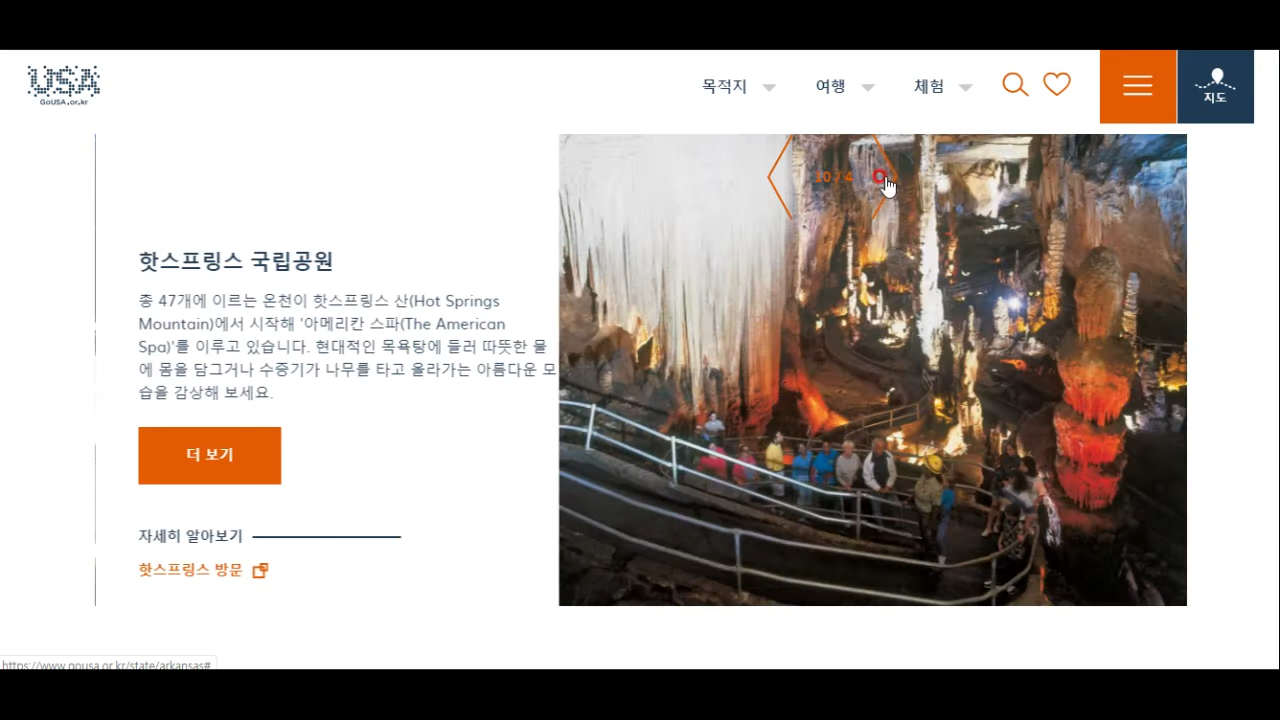 USA
GoUSA.or.kr
목적지
여행
체험
지도
10 / 4
핫스프링스 국립공원
총 47개에 이르는 온천이 핫스프링스 산(Hot Springs
Mountain)에서 시작해 '아메리칸 스파(The American
Spa)'를 이루고 있습니다. 현대적인 목욕탕에 들러 따뜻한 물
에 몸을 담그거나 수증기가 나무를 타고 올라가는 아름다운 모
습을 감상해 보세요.
더 보기
자세히 알아보기
핫스프링스 방문
https://www.gousa.or.kr/state/arkansas#